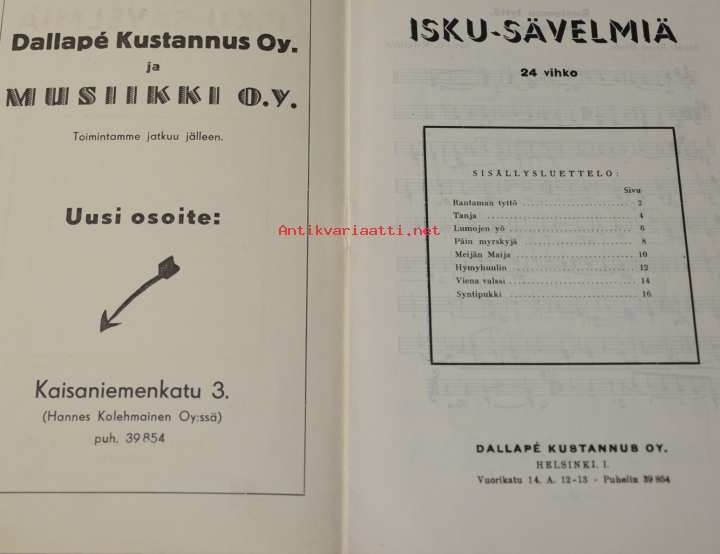 Dallapé Kustannus Oy.
ja
MUSIIKKI O.Y.
Toimintamme jatkuu jälleen.
Uusi osoite:
Kaisaniemenkatu 3.
(Hannes Kolehmainen Oy:ssä)
puh. 39 854
Antikvariaatti.net
ISKU-SÄVELMIÄ
24 vihko
SISÄLLYSLUETTELO:
Sivu
Rantaman tyttö 2
Tanja 4
Lumojen yö 6
Päin myrskyjä 8
Meijän Maija 10
Hymyhuulin 12
Viena valssi 14
Syntipukki 16
DALLAPÉ KUSTANNUS OY.
HELSINKI. 1.
Vuorikatu 14. A. 12-13 - Puhelin 39 854